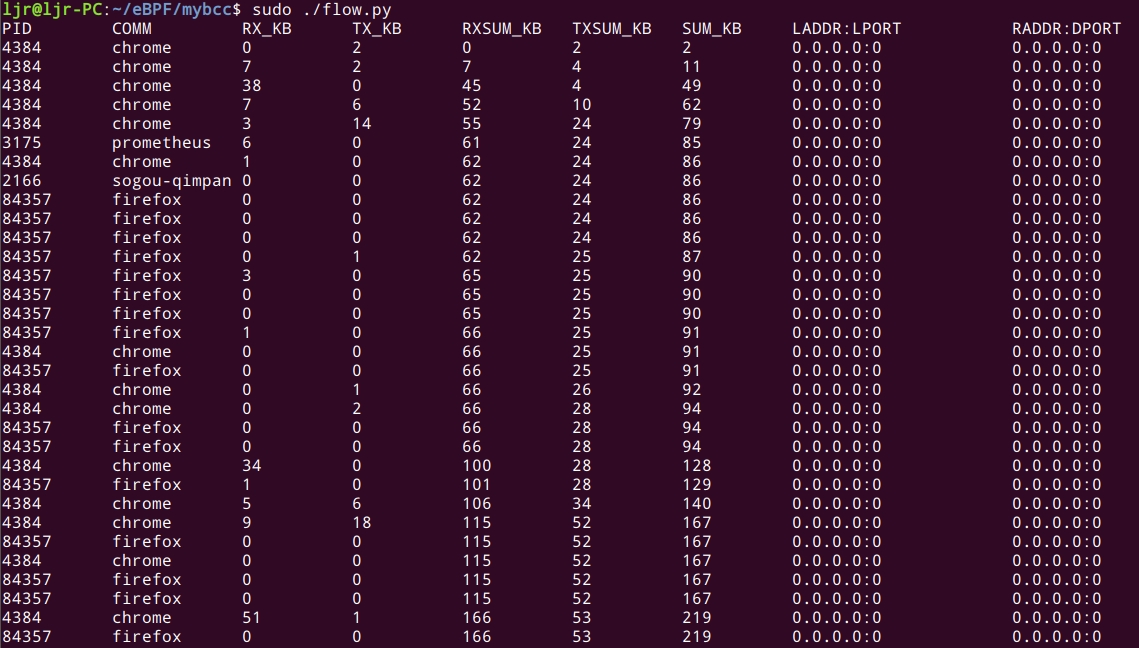 ljr@ljr-PC:~/eBPF/mybcc$ sudo ./flow.py
PID COMM RX_KB TX_KB RXSUM_KB TXSUM_KB SUM_KB LADDR:LPORT RADDR:DPORT
4384 chrome 0 2 0 2 2 0.0.0.0:0 0.0.0.0:0
4384 chrome 7 2 7 4 11 0.0.0.0:0 0.0.0.0:0
4384 chrome 38 0 45 4 49 0.0.0.0:0 0.0.0.0:0
4384 chrome 7 6 52 10 62 0.0.0.0:0 0.0.0.0:0
4384 chrome 3 14 55 24 79 0.0.0.0:0 0.0.0.0:0
3175 prometheus 6 0 61 24 85 0.0.0.0:0 0.0.0.0:0
4384 chrome 1 0 62 24 86 0.0.0.0:0 0.0.0.0:0
2166 sogou-qimpan 0 0 62 24 86 0.0.0.0:0 0.0.0.0:0
84357 firefox 0 0 62 24 86 0.0.0.0:0 0.0.0.0:0
84357 firefox 0 0 62 24 86 0.0.0.0:0 0.0.0.0:0
84357 firefox 0 0 62 24 86 0.0.0.0:0 0.0.0.0:0
84357 firefox 0 1 62 25 87 0.0.0.0:0 0.0.0.0:0
84357 firefox 3 0 65 25 90 0.0.0.0:0 0.0.0.0:0
84357 firefox 0 0 65 25 90 0.0.0.0:0 0.0.0.0:0
84357 firefox 0 0 65 25 90 0.0.0.0:0 0.0.0.0:0
84357 firefox 1 0 66 25 91 0.0.0.0:0 0.0.0.0:0
4384 chrome 0 0 66 25 91 0.0.0.0:0 0.0.0.0:0
84357 firefox 0 0 66 25 91 0.0.0.0:0 0.0.0.0:0
4384 chrome 0 1 66 26 92 0.0.0.0:0 0.0.0.0:0
4384 chrome 0 2 66 28 94 0.0.0.0:0 0.0.0.0:0
84357 firefox 0 0 66 28 94 0.0.0.0:0 0.0.0.0:0
84357 firefox 0 0 66 28 94 0.0.0.0:0 0.0.0.0:0
4384 chrome 34 0 100 28 128 0.0.0.0:0 0.0.0.0:0
84357 firefox 1 0 101 28 129 0.0.0.0:0 0.0.0.0:0
4384 chrome 5 6 106 34 140 0.0.0.0:0 0.0.0.0:0
4384 chrome 9 18 115 52 167 0.0.0.0:0 0.0.0.0:0
84357 firefox 0 0 115 52 167 0.0.0.0:0 0.0.0.0:0
4384 chrome 0 0 115 52 167 0.0.0.0:0 0.0.0.0:0
84357 firefox 0 0 115 52 167 0.0.0.0:0 0.0.0.0:0
84357 firefox 0 0 115 52 167 0.0.0.0:0 0.0.0.0:0
4384 chrome 51 1 166 53 219 0.0.0.0:0 0.0.0.0:0
84357 firefox 0 0 166 53 219 0.0.0.0:0 0.0.0.0:0